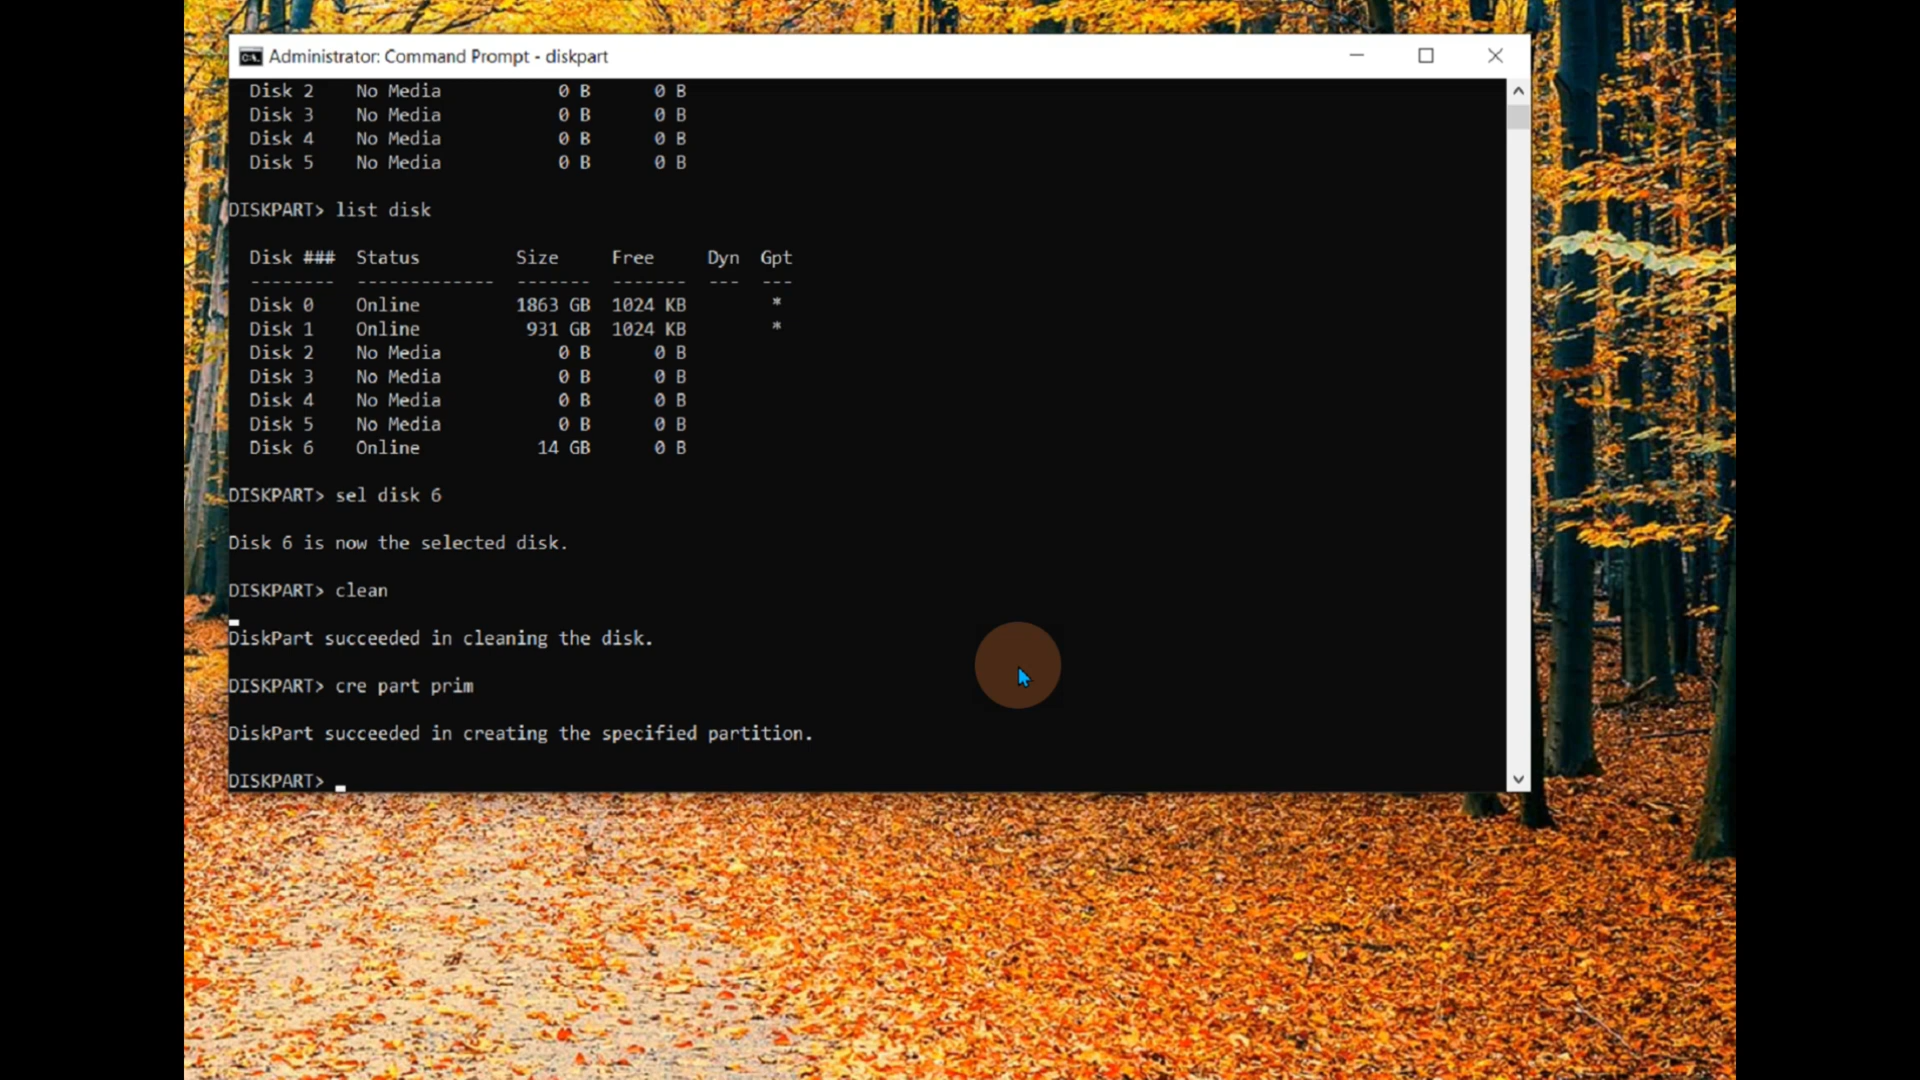 Administrator: Command Prompt - diskpart
Disk 2 No Media 0 B 0 B
Disk 3 No Media 0 B 0 B
Disk 4 No Media 0 B 0 B
Disk 5 No Media 0 B 0 B
DISKPART> list disk
Disk ### Status Size Free Dyn Gpt
-------- ------------- ------- ------- --- ---
Disk 0 Online 1863 GB 1024 KB *
Disk 1 Online 931 GB 1024 KB *
Disk 2 No Media 0 B 0 B
Disk 3 No Media 0 B 0 B
Disk 4 No Media 0 B 0 B
Disk 5 No Media 0 B 0 B
Disk 6 Online 14 GB 0 B
DISKPART> sel disk 6
Disk 6 is now the selected disk.
DISKPART> clean
DiskPart succeeded in cleaning the disk.
DISKPART> cre part prim
DiskPart succeeded in creating the specified partition.
DISKPART>